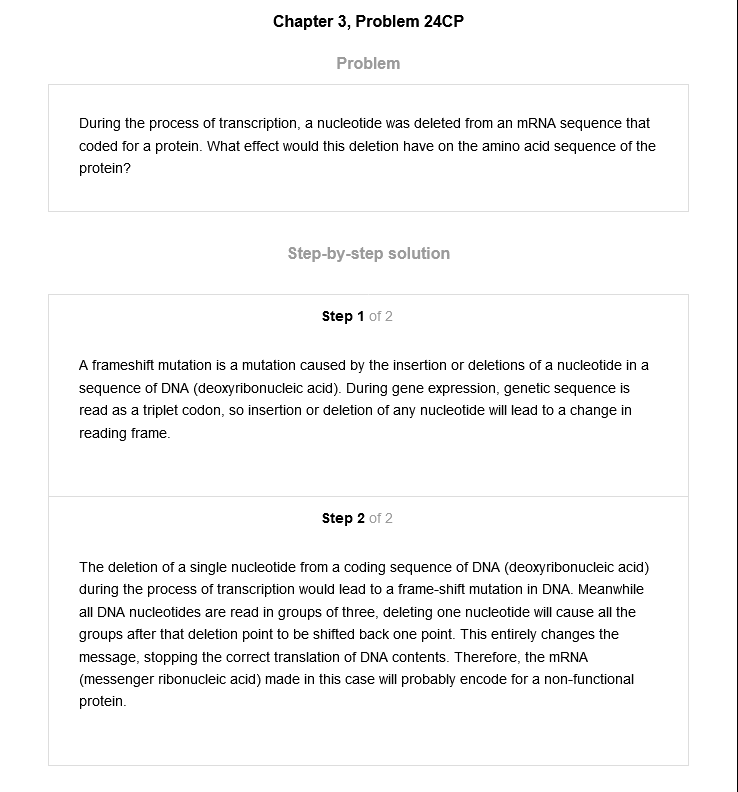 Chapter 3, Problem 24CP
Problem
During the process of transcription, a nucleotide was deleted from an mRNA sequence that
coded for a protein. What effect would this deletion have on the amino acid sequence of the
protein?
Step-by-step solution
Step 1 of 2
A frameshift mutation is a mutation caused by the insertion or deletions of a nucleotide in a
sequence of DNA (deoxyribonucleic acid). During gene expression, genetic sequence is
read as a triplet codon, so insertion or deletion of any nucleotide will lead to a change in
reading frame.
Step 2 of 2
The deletion of a single nucleotide from a coding sequence of DNA (deoxyribonucleic acid)
during the process of transcription would lead to a frame-shift mutation in DNA. Meanwhile
all DNA nucleotides are read in groups of three, deleting one nucleotide will cause all the
groups after that deletion point to be shifted back one point. This entirely changes the
message, stopping the correct translation of DNA contents. Therefore, the mRNA
(messenger ribonucleic acid) made in this case will probably encode for a non-functional
protein.